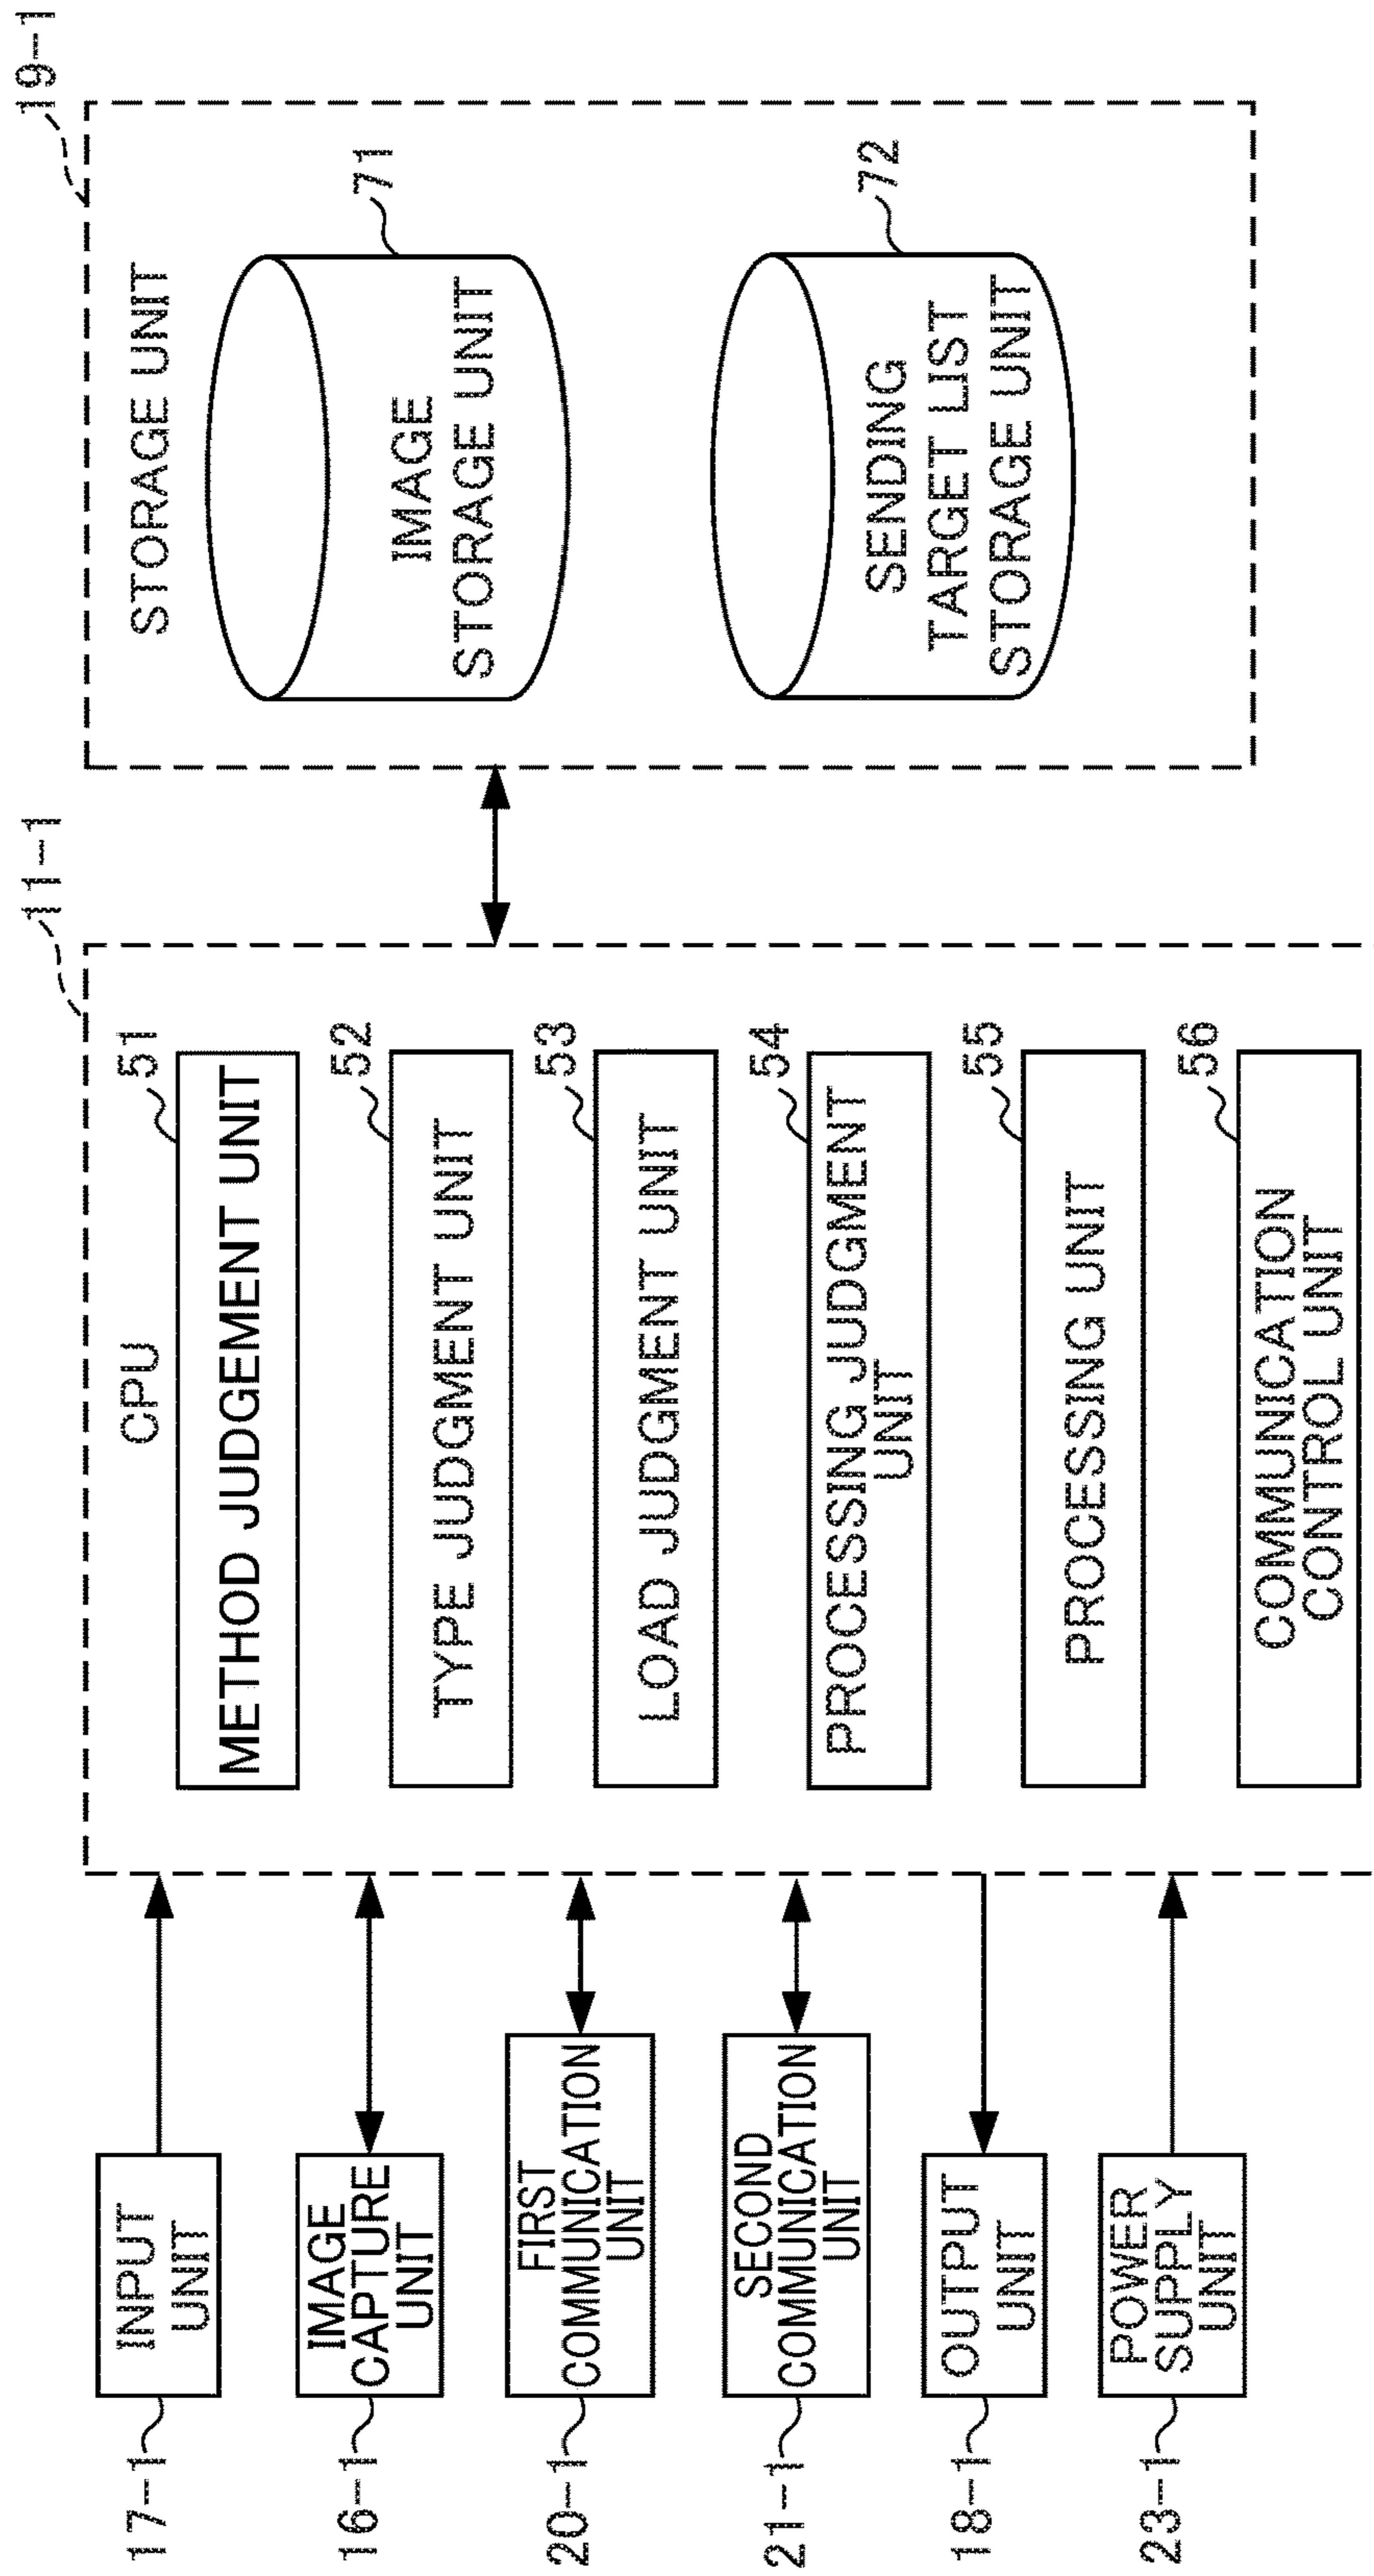 17-1
INPUT
UNIT
16-1
IMAGE
CAPTURE
UNIT
20-1
FIRST
COMMUNICATION
UNIT
21-1
SECOND
COMMUNICATION
UNIT
18-1
OUTPUT
UNIT
23-1
POWER
SUPPLY
UNIT
11-1
CPU
51
METHOD JUDGEMENT UNIT
52
TYPE JUDGMENT UNIT
53
LOAD JUDGMENT UNIT
54
PROCESSING JUDGMENT
UNIT
55
PROCESSING UNIT
56
COMMUNICATION
CONTROL UNIT
19-1
STORAGE UNIT
71
IMAGE
STORAGE UNIT
72
SENDING
TARGET LIST
STORAGE UNIT